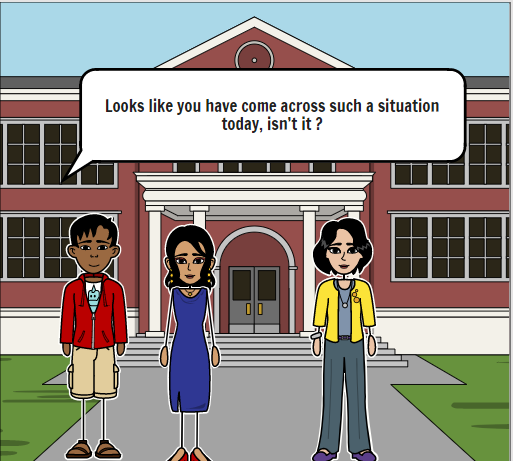 Looks like you have come across such a situation
today, isn't it ?